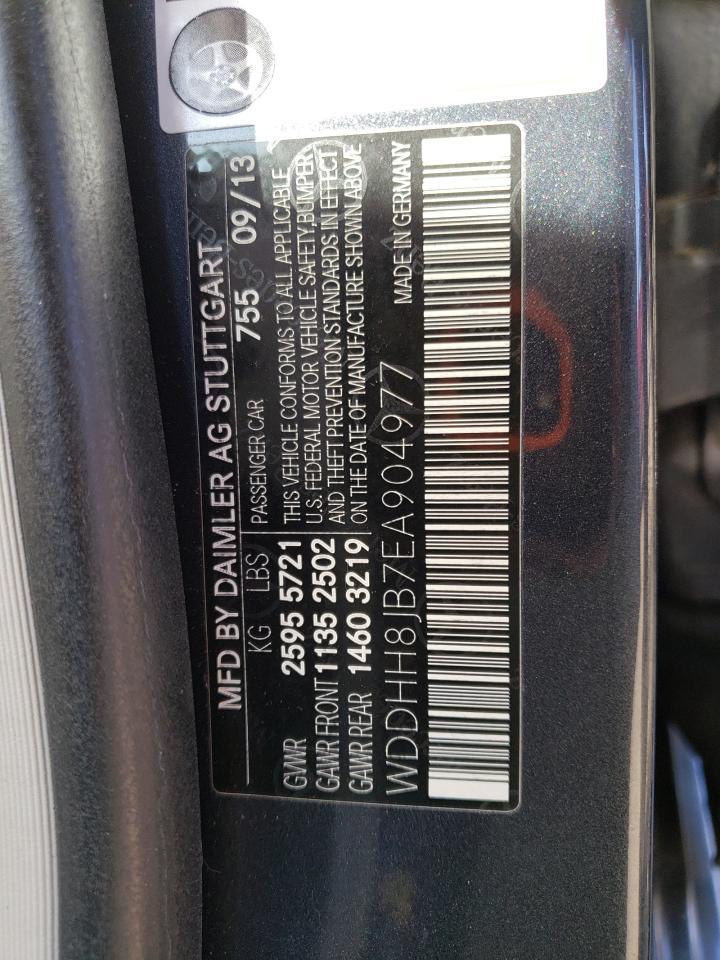 MFD BY DAIMLER AG STUTTGART
KG LBS
PASSENGER CAR 755 09/13
GVWR 2595 5721
GAWR FRONT 1135 2502
GAWR REAR 1460 3219
THIS VEHICLE CONFORMS TO ALL APPLICABLE
U.S. FEDERAL MOTOR VEHICLE SAFETY, BUMPER
AND THEFT PREVENTION STANDARDS IN EFFECT
ON THE DATE OF MANUFACTURE SHOWN ABOVE
WDDHH8JB7EA904977
MADE IN GERMANY